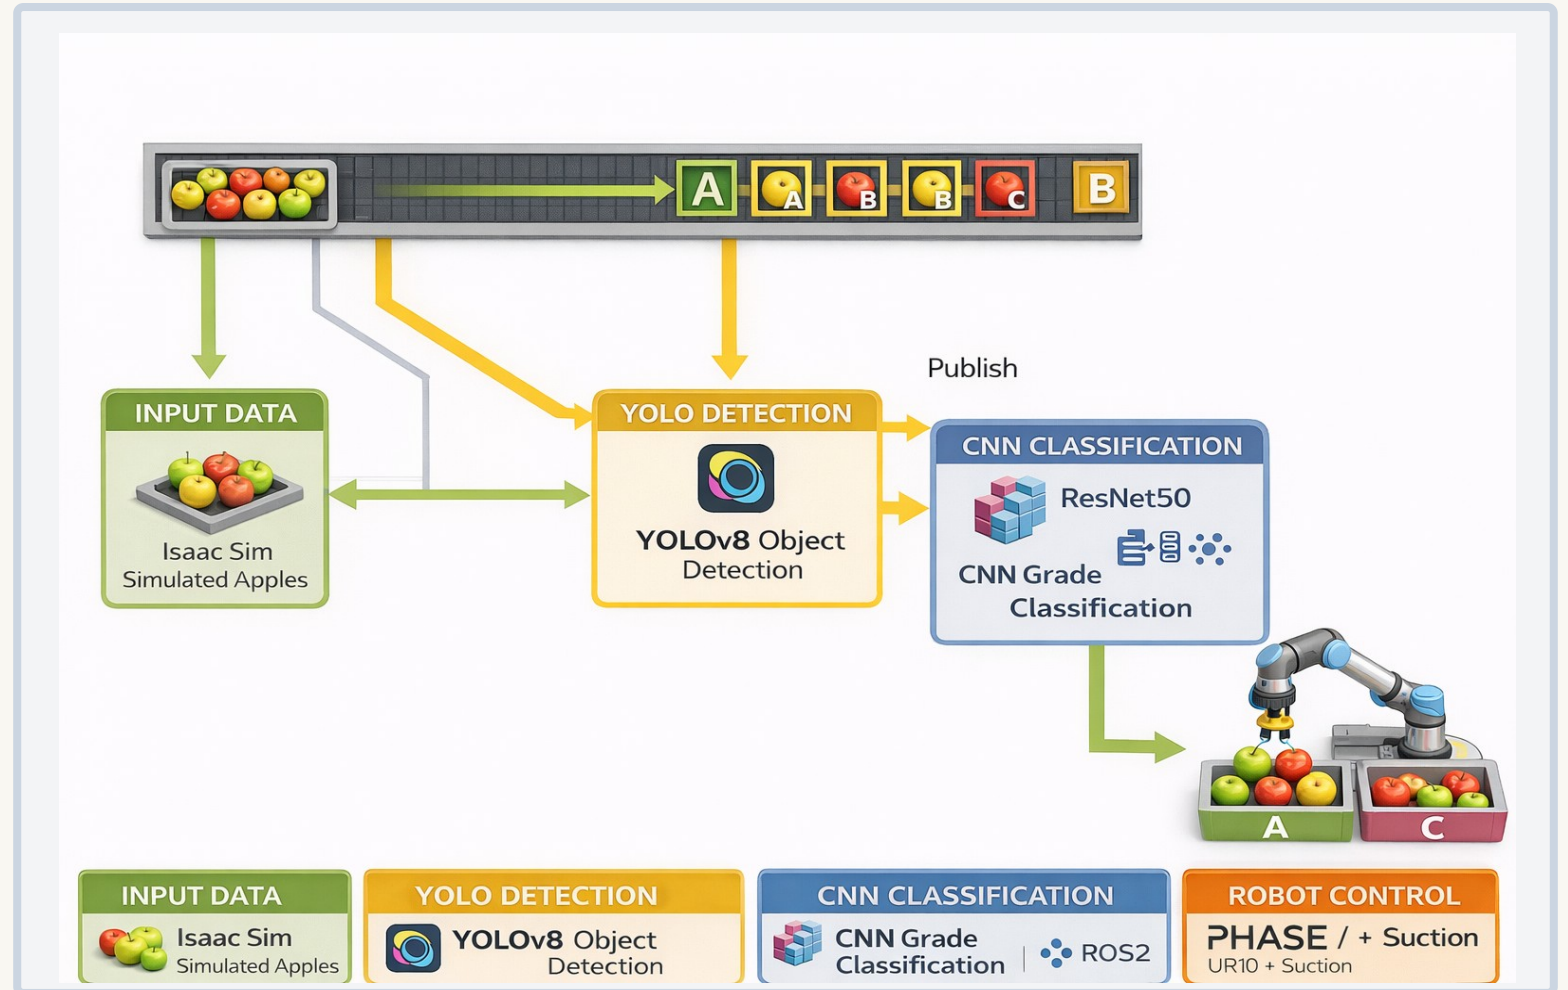 A A B B C B
Publish
INPUT DATA
Isaac Sim
Simulated Apples
YOLO DETECTION
YOLOv8 Object
Detection
CNN CLASSIFICATION
ResNet50
CNN Grade
Classification
A C
INPUT DATA
Isaac Sim
Simulated Apples
YOLO DETECTION
YOLOv8 Object
Detection
CNN CLASSIFICATION
CNN Grade
Classification
ROS2
ROBOT CONTROL
PHASE / + Suction
UR10 + Suction